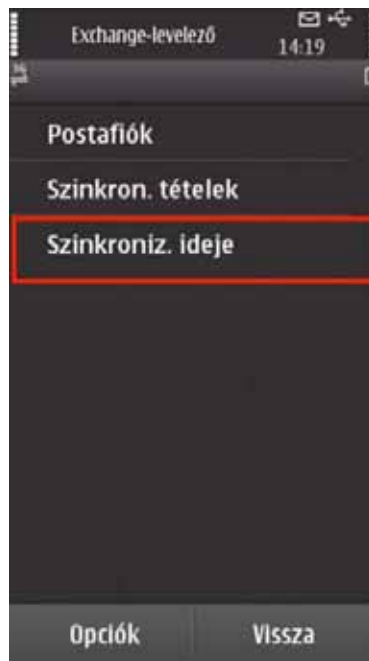 Exchange-levelező
14:19
Postafiók
Szinkron. tételek
Szinkroniz. ideje
Opciók Vissza